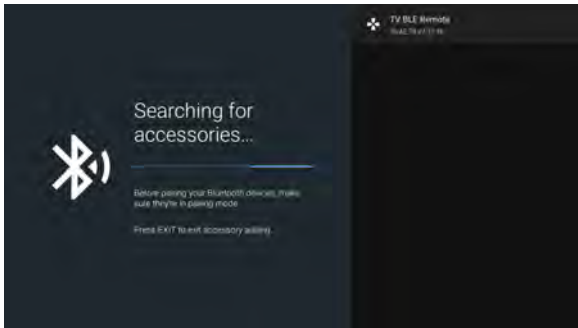 Searching for
accessories...
Before pairing your Bluetooth devices, make
sure they're in pairing mode.
Press EXIT to exit accessory adding.
TV BLE Remote